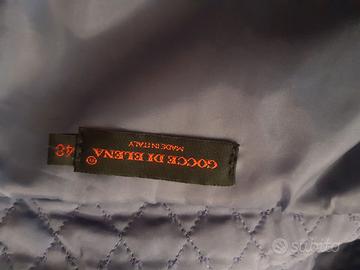 GOCCE DI ELENA
MADE IN ITALY
®
48
subito